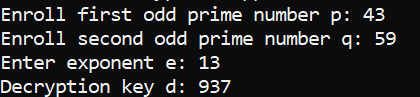 Enroll first odd prime number p: 43
Enroll second odd prime number q: 59
Enter exponent e: 13
Decryption key d: 937